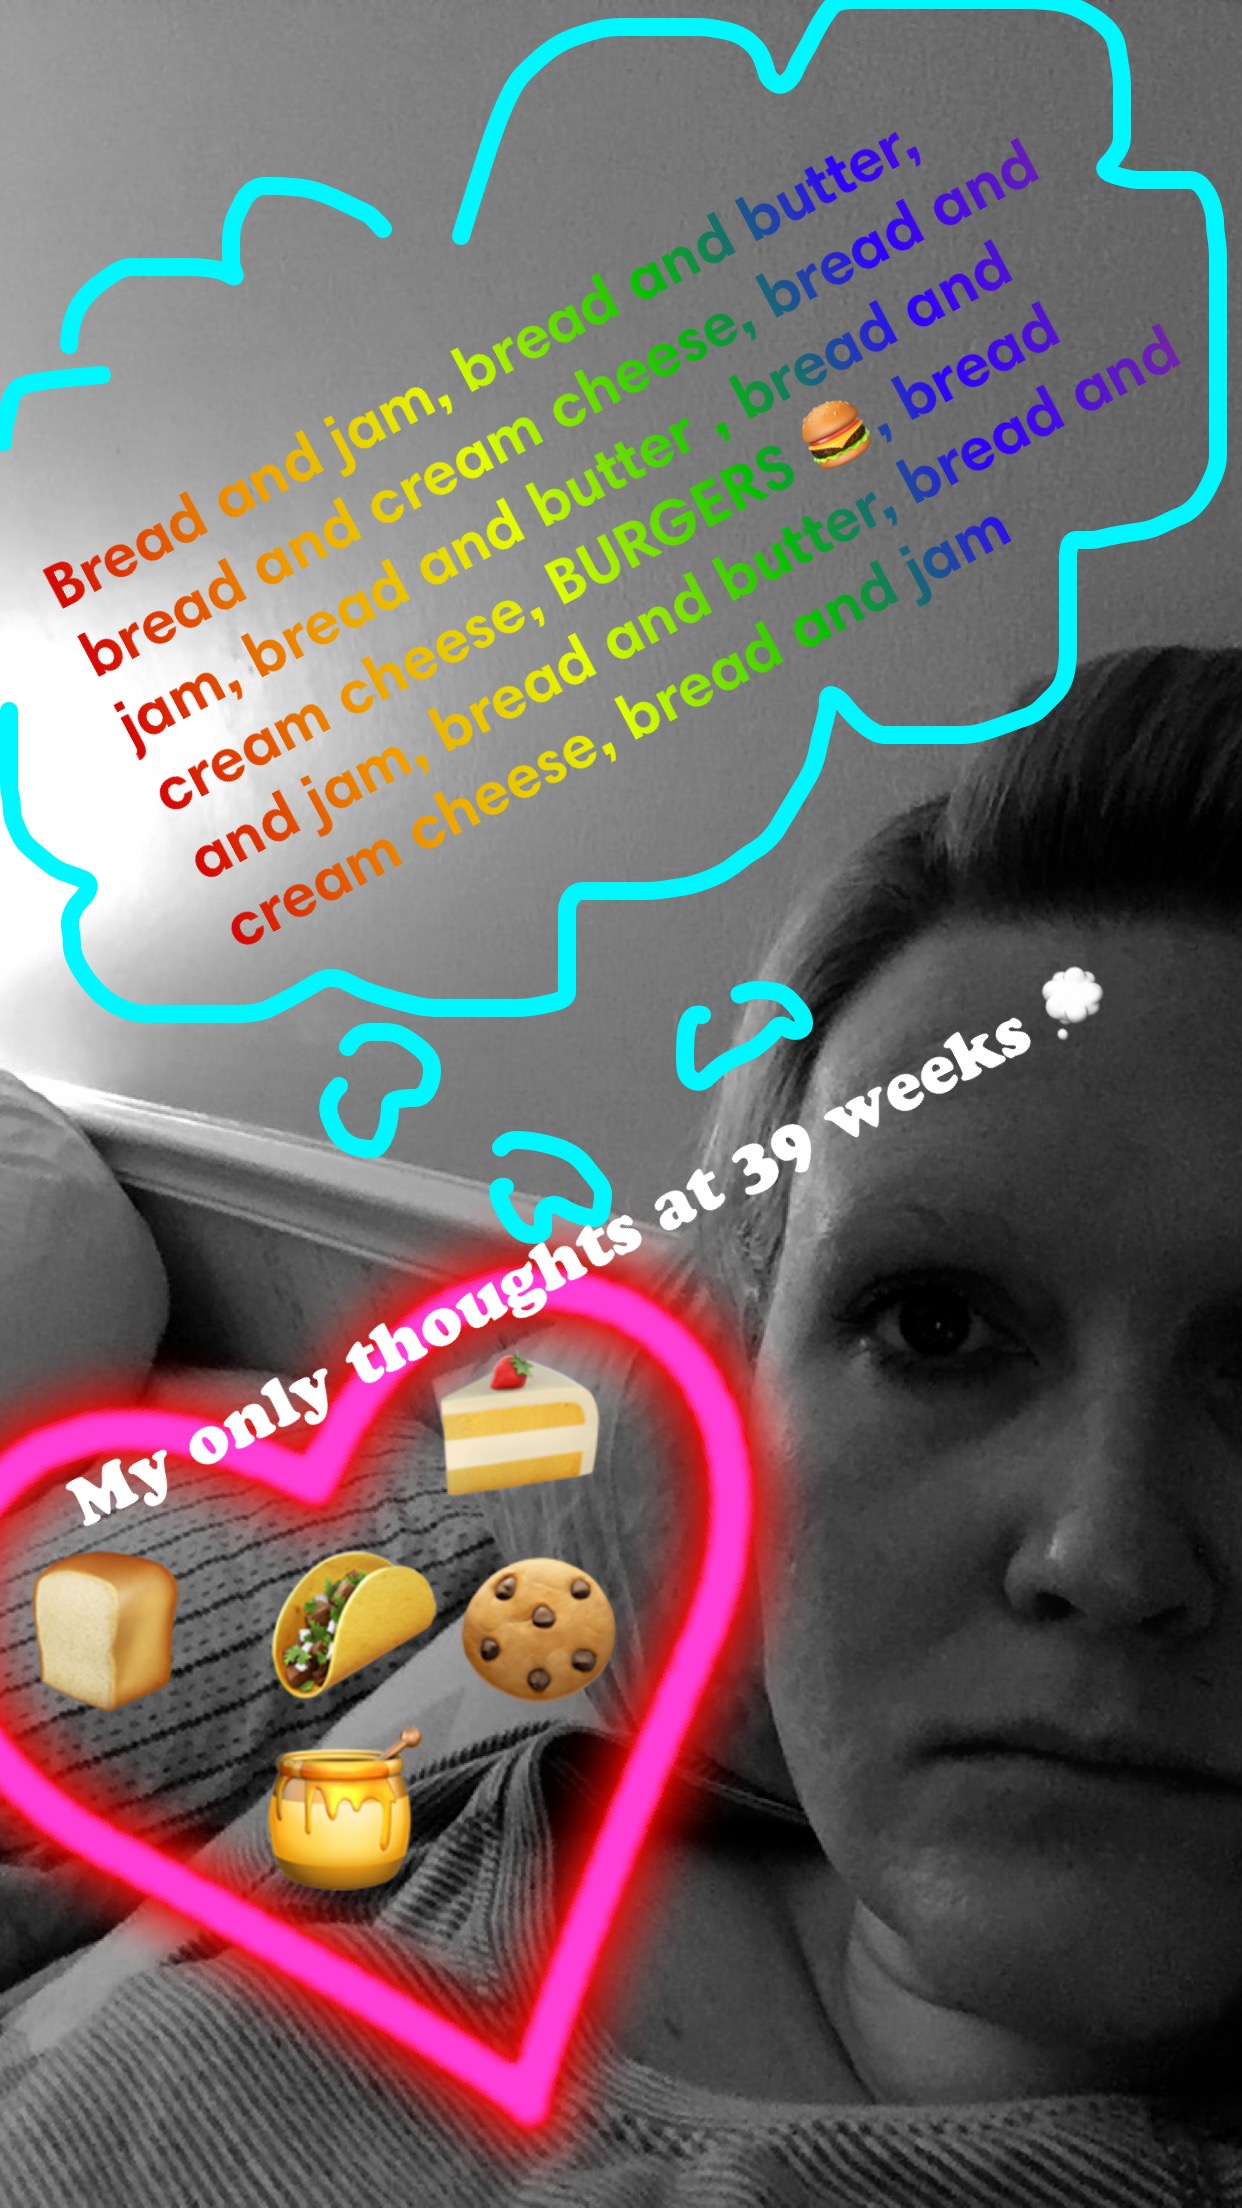 Bread and jam, bread and butter,
bread and cream cheese, bread and
jam, bread and butter , bread and
cream cheese, BURGERS 🍔, bread
and jam, bread and butter, bread and
cream cheese, bread and jam
My only thoughts at 39 weeks 💭